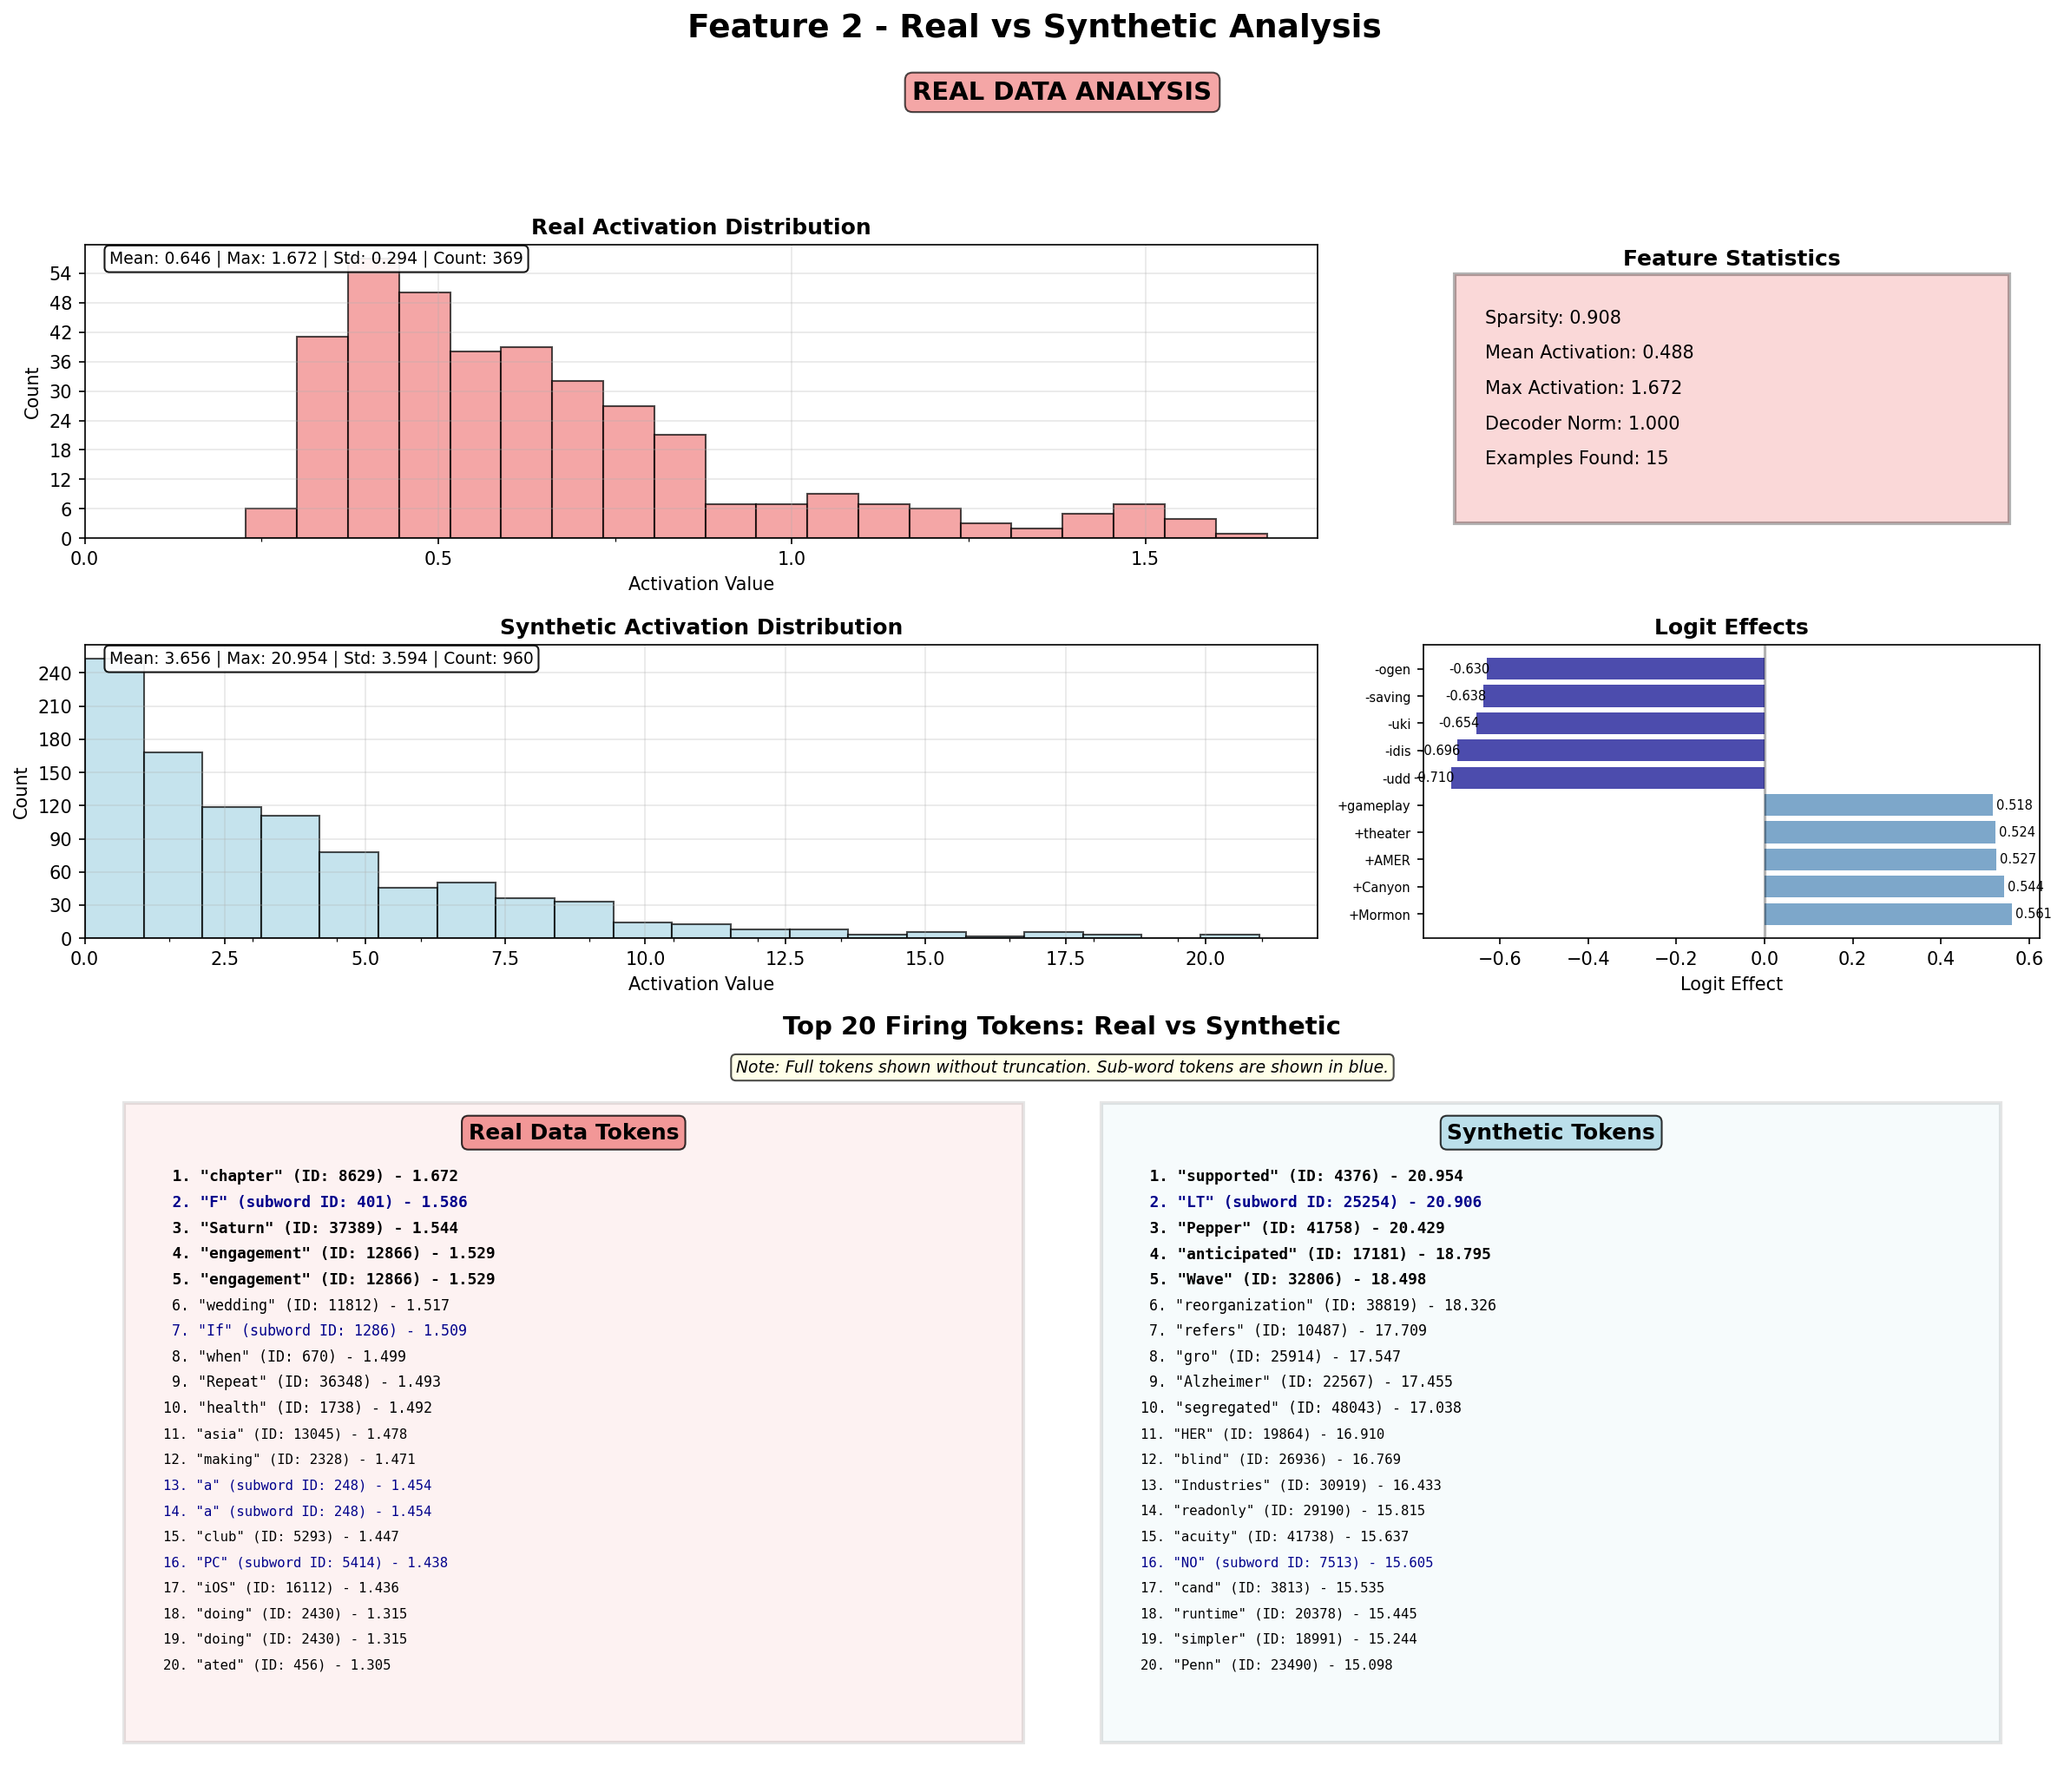 Feature 2 - Real vs Synthetic Analysis
REAL DATA ANALYSIS
Real Activation Distribution
Mean: 0.646 | Max: 1.672 | Std: 0.294 | Count: 369
54
48
42
36
30
24
18
12
6
0
Count
0.0 0.5 1.0 1.5
Activation Value
Feature Statistics
Sparsity: 0.908
Mean Activation: 0.488
Max Activation: 1.672
Decoder Norm: 1.000
Examples Found: 15
Synthetic Activation Distribution
Mean: 3.656 | Max: 20.954 | Std: 3.594 | Count: 960
240
210
180
150
120
90
60
30
0
Count
0.0 2.5 5.0 7.5 10.0 12.5 15.0 17.5 20.0
Activation Value
Logit Effects
-ogen -0.630
-saving -0.638
-uki -0.654
-idis -0.696
-udd -0.710
+gameplay 0.518
+theater 0.524
+AMER 0.527
+Canyon 0.544
+Mormon 0.561
−0.6 −0.4 −0.2 0.0 0.2 0.4 0.6
Logit Effect
Top 20 Firing Tokens: Real vs Synthetic
Note: Full tokens shown without truncation. Sub-word tokens are shown in blue.
Real Data Tokens
1. "chapter" (ID: 8629) - 1.672
2. "F" (subword ID: 401) - 1.586
3. "Saturn" (ID: 37389) - 1.544
4. "engagement" (ID: 12866) - 1.529
5. "engagement" (ID: 12866) - 1.529
6. "wedding" (ID: 11812) - 1.517
7. "If" (subword ID: 1286) - 1.509
8. "when" (ID: 670) - 1.499
9. "Repeat" (ID: 36348) - 1.493
10. "health" (ID: 1738) - 1.492
11. "asia" (ID: 13045) - 1.478
12. "making" (ID: 2328) - 1.471
13. "a" (subword ID: 248) - 1.454
14. "a" (subword ID: 248) - 1.454
15. "club" (ID: 5293) - 1.447
16. "PC" (subword ID: 5414) - 1.438
17. "iOS" (ID: 16112) - 1.436
18. "doing" (ID: 2430) - 1.315
19. "doing" (ID: 2430) - 1.315
20. "ated" (ID: 456) - 1.305
Synthetic Tokens
1. "supported" (ID: 4376) - 20.954
2. "LT" (subword ID: 25254) - 20.906
3. "Pepper" (ID: 41758) - 20.429
4. "anticipated" (ID: 17181) - 18.795
5. "Wave" (ID: 32806) - 18.498
6. "reorganization" (ID: 38819) - 18.326
7. "refers" (ID: 10487) - 17.709
8. "gro" (ID: 25914) - 17.547
9. "Alzheimer" (ID: 22567) - 17.455
10. "segregated" (ID: 48043) - 17.038
11. "HER" (ID: 19864) - 16.910
12. "blind" (ID: 26936) - 16.769
13. "Industries" (ID: 30919) - 16.433
14. "readonly" (ID: 29190) - 15.815
15. "acuity" (ID: 41738) - 15.637
16. "NO" (subword ID: 7513) - 15.605
17. "cand" (ID: 3813) - 15.535
18. "runtime" (ID: 20378) - 15.445
19. "simpler" (ID: 18991) - 15.244
20. "Penn" (ID: 23490) - 15.098